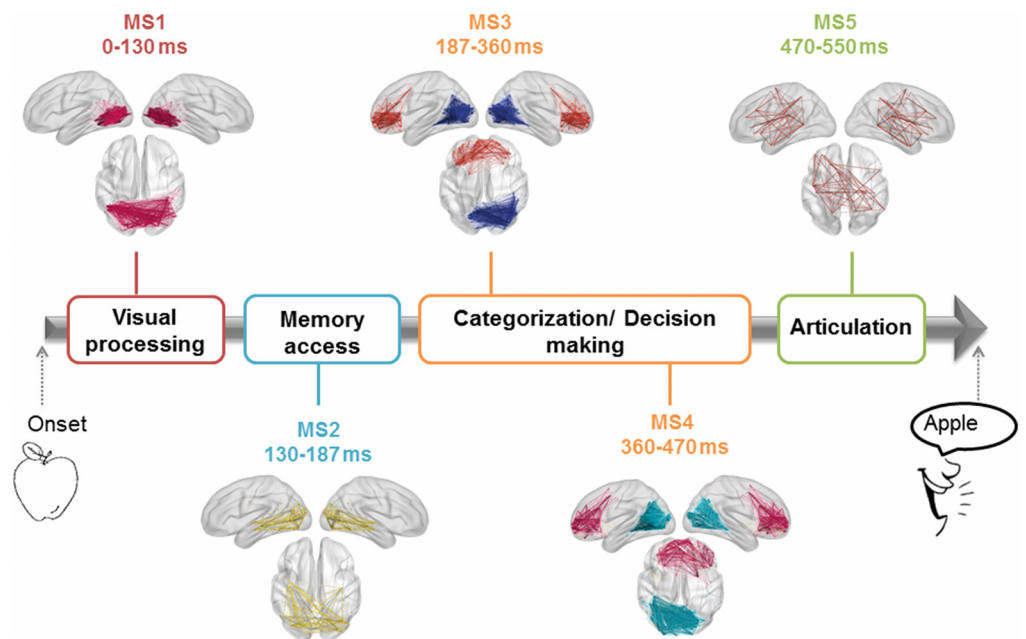 MS1
0-130 ms
MS3
187-360 ms
MS5
470-550 ms
Visual
processing
Memory
access
Categorization/ Decision
making
Articulation
Onset
MS2
130-187 ms
MS4
360-470 ms
Apple